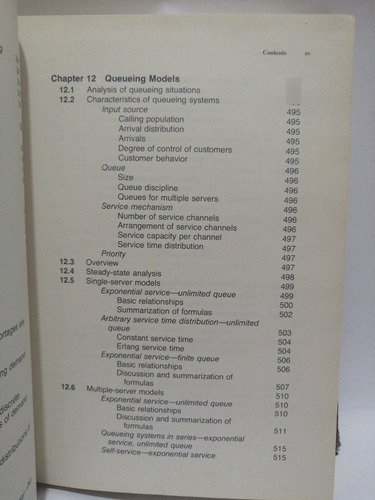 Contents
Chapter 12 Queueing Models
12.1 Analysis of queueing situations
12.2 Characteristics of queueing systems
Input source 495
Calling population 495
Arrival distribution 495
Arrivals 495
Degree of control of customers 495
Customer behavior 495
Queue 496
Size 496
Queue discipline 496
Queues for multiple servers 496
Service mechanism 496
Number of service channels 496
Arrangement of service channels 496
Service capacity per channel 497
Service time distribution 497
Priority 497
12.3 Overview 497
12.4 Steady-state analysis 498
12.5 Single-server models 499
Exponential service—unlimited queue 499
Basic relationships 500
Summarization of formulas 502
Arbitrary service time distribution—unlimited
queue 503
Constant service time 504
Erlang service time 504
Exponential service—finite queue 506
Basic relationships 506
Discussion and summarization of
formulas 507
12.6 Multiple-server models 510
Exponential service—unlimited queue 510
Basic relationships 510
Discussion and summarization of
formulas 511
Queueing systems in series—exponential
service, unlimited queue 515
Self-service—exponential service 515